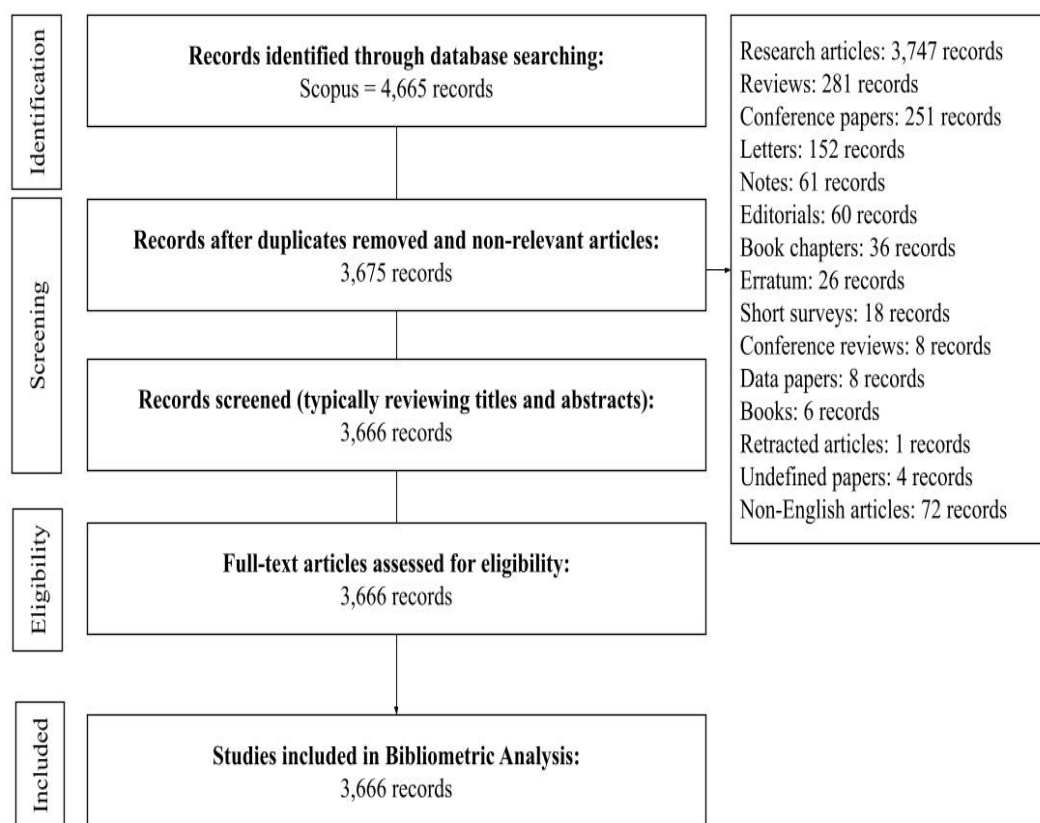 Identification
Records identified through database searching:
Scopus = 4,665 records
Screening
Records after duplicates removed and non-relevant articles:
3,675 records
Records screened (typically reviewing titles and abstracts):
3,666 records
Eligibility
Full-text articles assessed for eligibility:
3,666 records
Included
Studies included in Bibliometric Analysis:
3,666 records
Research articles: 3,747 records
Reviews: 281 records
Conference papers: 251 records
Letters: 152 records
Notes: 61 records
Editorials: 60 records
Book chapters: 36 records
Erratum: 26 records
Short surveys: 18 records
Conference reviews: 8 records
Data papers: 8 records
Books: 6 records
Retracted articles: 1 records
Undefined papers: 4 records
Non-English articles: 72 records